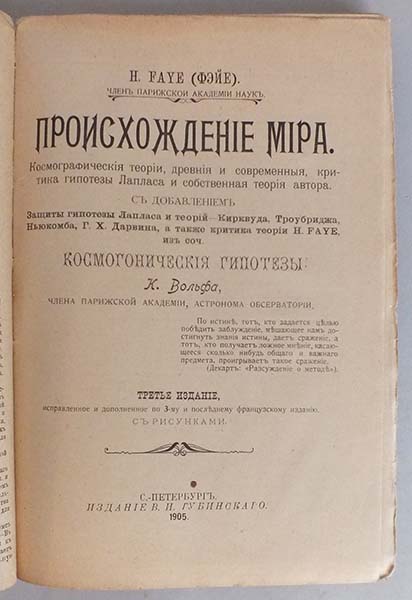 Н. FAYE (ФЭЙЕ).
ЧЛЕНЪ ПАРИЖСКОЙ АКАДЕМІИ НАУКЪ.
ПРОИСХОЖДЕНІЕ МІРА.
Космографическія теоріи, древнія и современныя, кри-
тика гипотезы Лапласа и собственная теорія автора.
СЪ ДОБАВЛЕНІЕМЪ
Защиты гипотезы Лапласа и теорій—Кирквуда, Троубриджа,
Ньюкомба, Г. Х. Дарвина, а также критика теоріи Н. FAYE,
изъ соч.
КОСМОГОНИЧЕСКІЯ ГИПОТЕЗЫ:
К. Вольфа,
ЧЛЕНА ПАРИЖСКОЙ АКАДЕМІИ, АСТРОНОМА ОБСЕРВАТОРІИ.
По истинѣ, тотъ, кто задается цѣлью
побѣдить заблужденіе, мѣшающее намъ до-
стигнуть знанія истины, даетъ сраженіе, а
тотъ, кто получаетъ ложное мнѣніе, касаю-
щееся сколько нибудь общаго и важнаго
предмета, проигрываетъ такое сраженіе.
(Декартъ: «Разсужденіе о методѣ»).
ТРЕТЬЕ ИЗДАНІЕ,
исправленное и дополненное по 3-му и послѣднему французскому изданію.
СЪ РИСУНКАМИ.
С.-ПЕТЕРБУРГЪ.
ИЗДАНІЕ В. И. ГУБИНСКАГО.
1905.